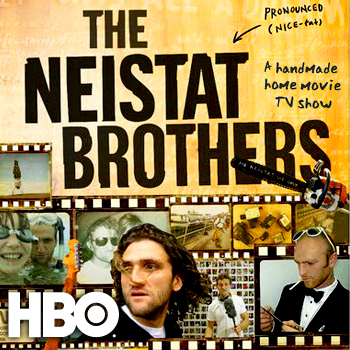 THE
NEISTAT
BROTHERS
PRONOUNCED
(NICE-tat)
A handmade
home movie
TV show
HBO